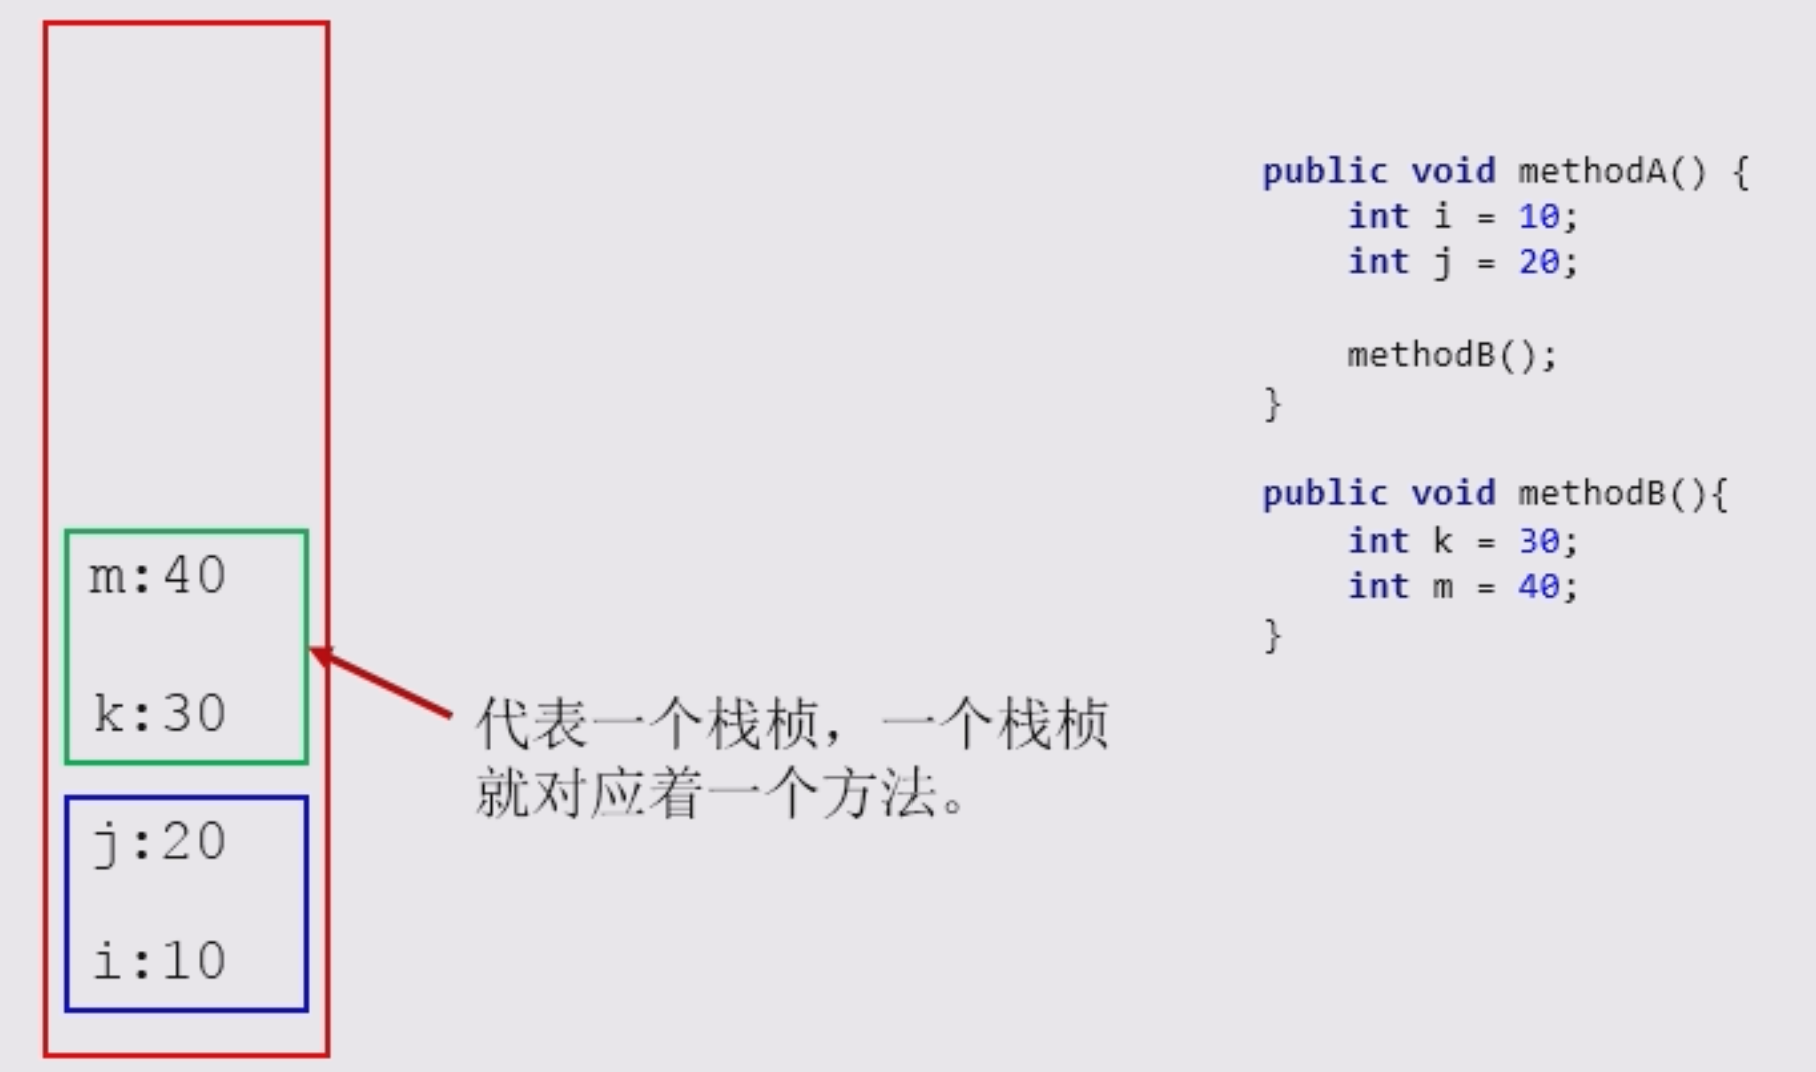 m:40
k:30
j:20
i:10
代表一个栈桢，一个栈桢
就对应着一个方法。
public void methodA() {
    int i = 10;
    int j = 20;
    methodB();
}
public void methodB(){
    int k = 30;
    int m = 40;
}